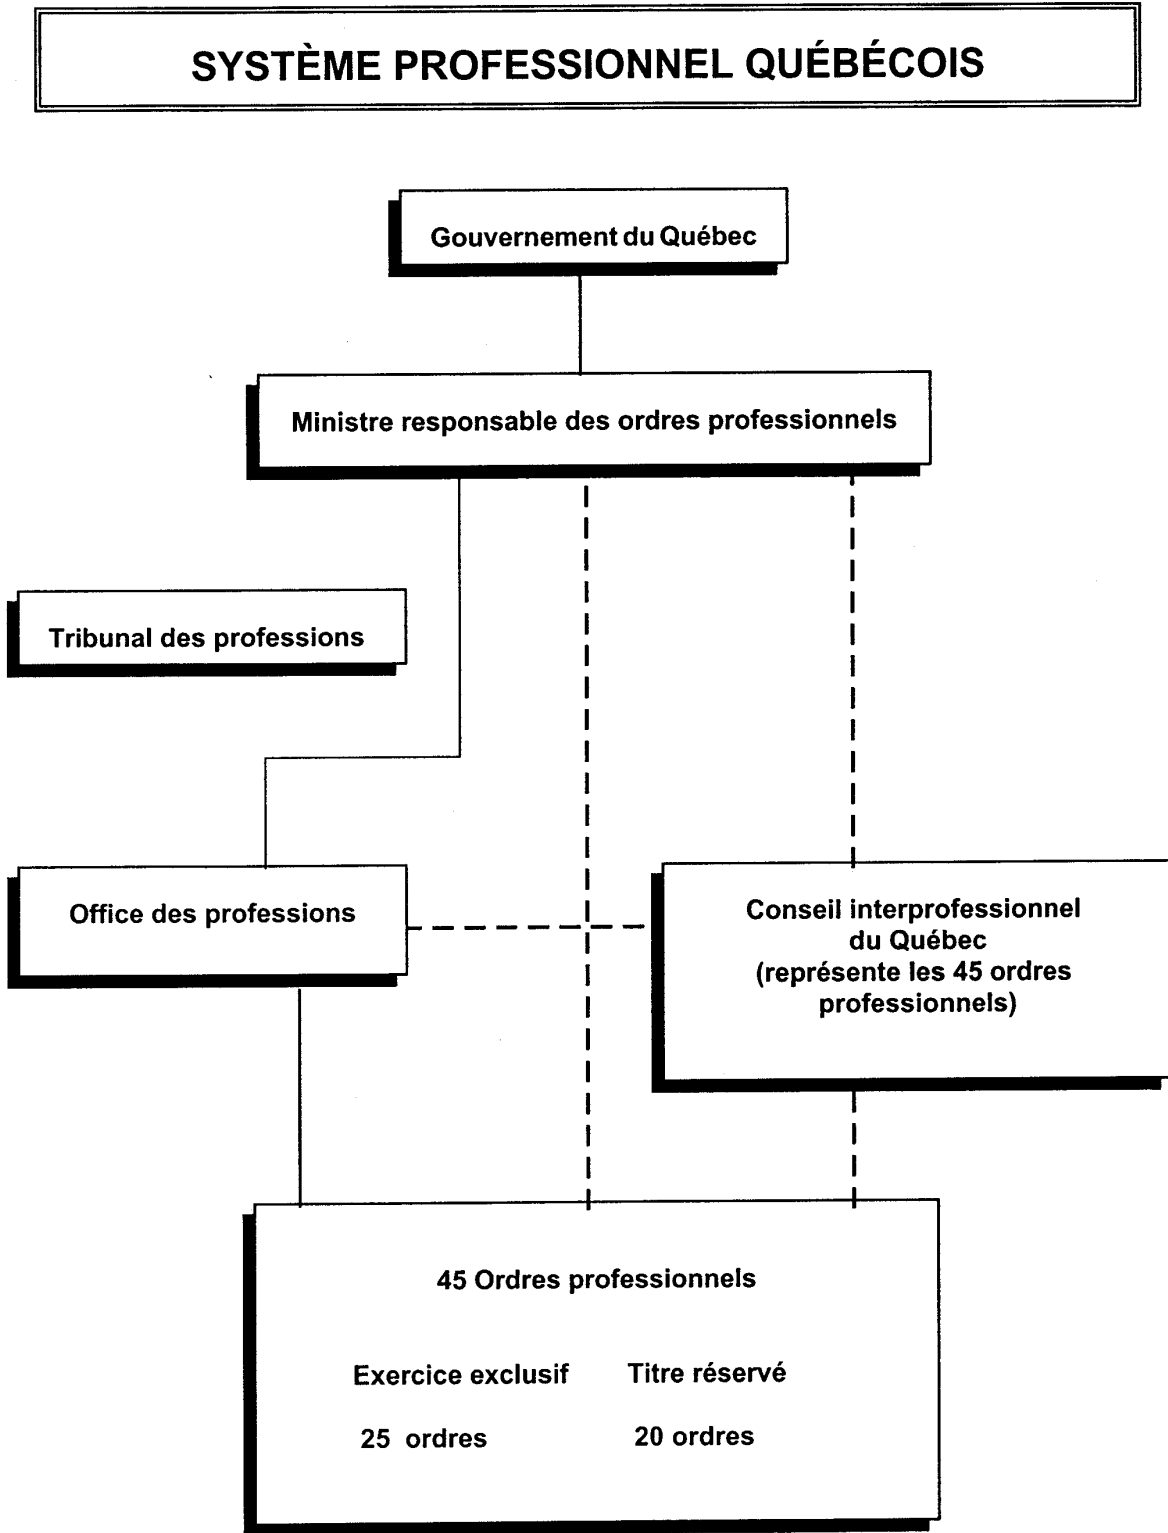 SYSTÈME PROFESSIONNEL QUÉBÉCOIS
Gouvernement du Québec
Ministre responsable des ordres professionnels
Tribunal des professions
Office des professions
Conseil interprofessionnel
du Québec
(représente les 45 ordres
professionnels)
45 Ordres professionnels
Exercice exclusif Titre réservé
25 ordres 20 ordres